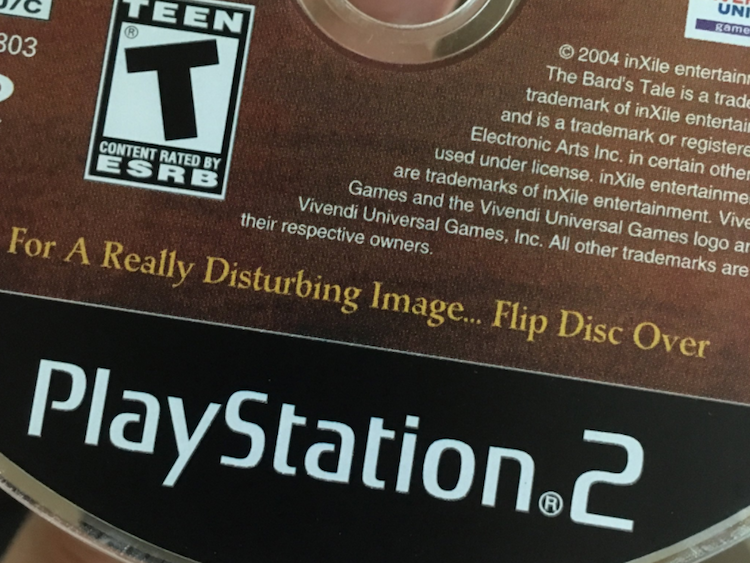 J/C
TEEN
®
T
CONTENT RATED BY
ESRB
303
UNI
game
© 2004 inXile entertainm
The Bard's Tale is a trade
trademark of inXile entertai
and is a trademark or registere
Electronic Arts Inc. in certain other
used under license. inXile entertainme
are trademarks of inXile entertainment. Vive
Games and the Vivendi Universal Games logo ar
Vivendi Universal Games, Inc. All other trademarks are
their respective owners.
For A Really Disturbing Image... Flip Disc Over
PlayStation®2